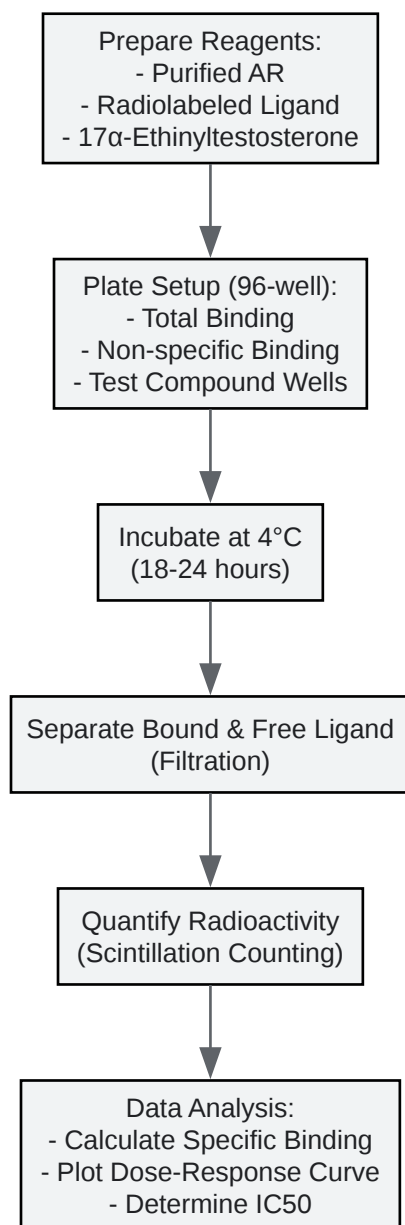 Prepare Reagents:
- Purified AR
- Radiolabeled Ligand
- 17α-Ethinyltestosterone
Plate Setup (96-well):
- Total Binding
- Non-specific Binding
- Test Compound Wells
Incubate at 4°C
(18-24 hours)
Separate Bound & Free Ligand
(Filtration)
Quantify Radioactivity
(Scintillation Counting)
Data Analysis:
- Calculate Specific Binding
- Plot Dose-Response Curve
- Determine IC50